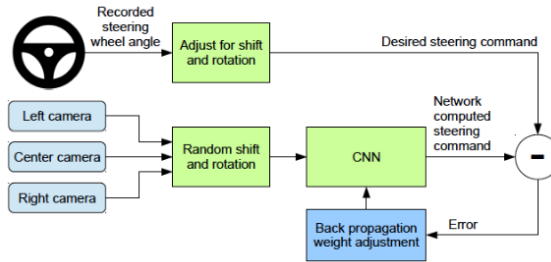 Recorded
steering
wheel angle
Adjust for shift
and rotation
Desired steering command
Left camera
Center camera
Right camera
Random shift
and rotation
CNN
Network
computed
steering
command
-
Back propagation
weight adjustment
Error